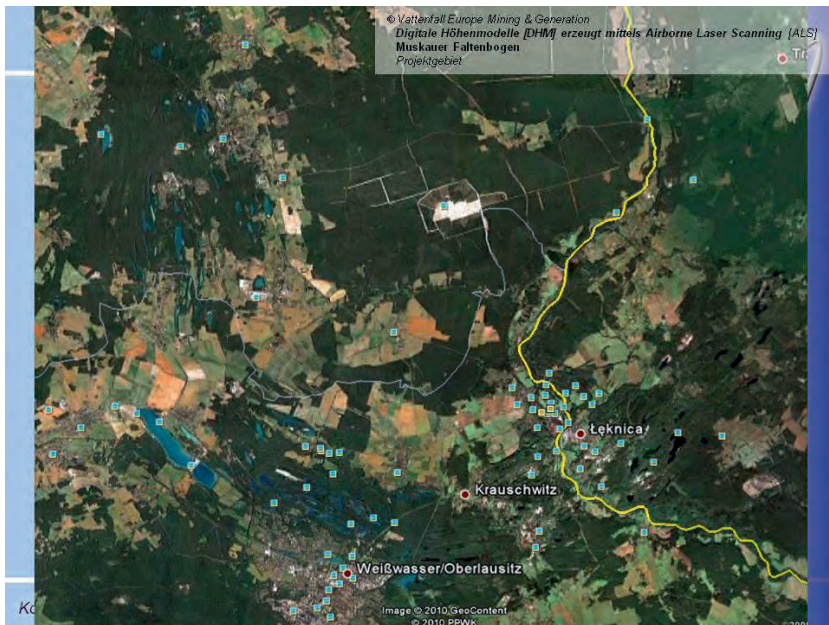 © Vattenfall Europe Mining & Generation
Digitale Höhenmodelle [DHM] erzeugt mittels Airborne Laser Scanning [ALS]
Muskauer Faltenbogen
Projektgebiet
Łęknica
Krauschwitz
Weißwasser/Oberlausitz
Image © 2010 GeoContent
© 2010 PPWK